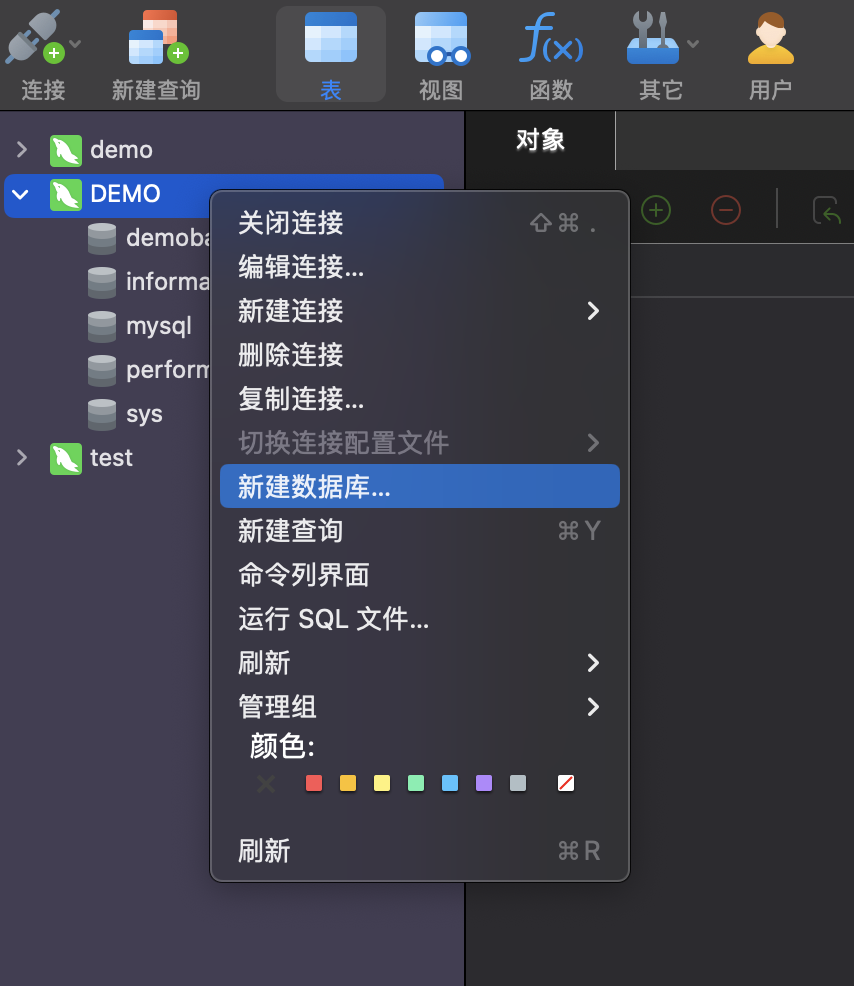 连接
新建查询
表
视图
函数
其它
用户
demo
对象
DEMO
关闭连接 ⇧⌘ .
demoba
编辑连接...
informa
新建连接
mysql
删除连接
perform
复制连接...
sys
切换连接配置文件
test
新建数据库...
新建查询 ⌘Y
命令列界面
运行 SQL 文件...
刷新
管理组
颜色:
刷新 ⌘R